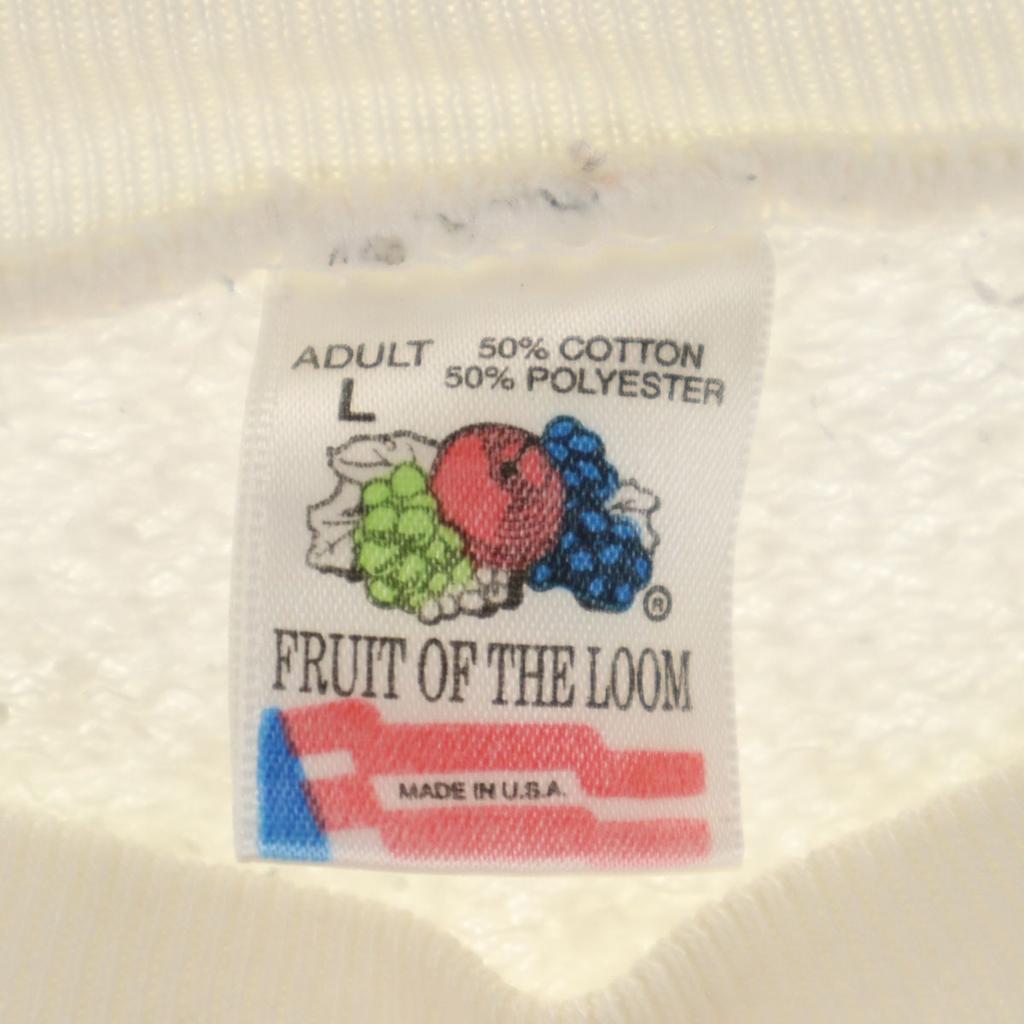 ADULT
L
50% COTTON
50% POLYESTER
®
FRUIT OF THE LOOM
MADE IN U.S.A.